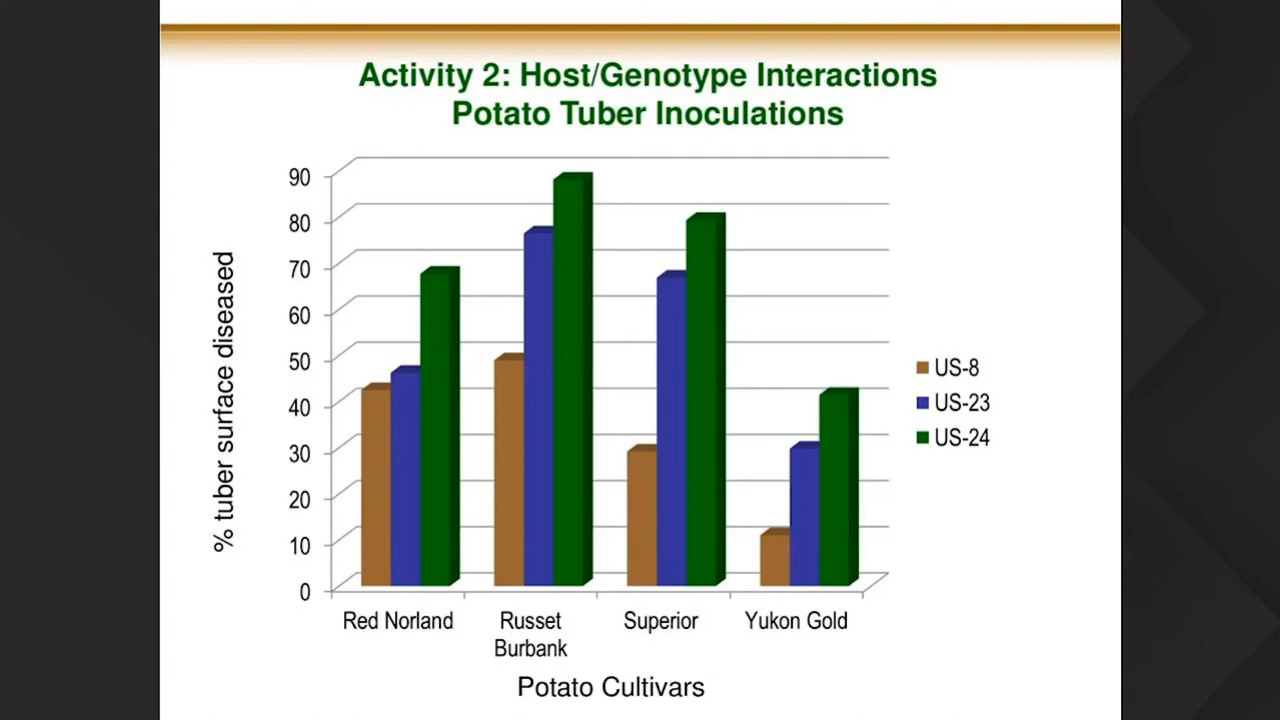 Activity 2: Host/Genotype Interactions
Potato Tuber Inoculations
% tuber surface diseased
90
80
70
60
50
40
30
20
10
0
US-8
US-23
US-24
Red Norland
Russet
Burbank
Superior
Yukon Gold
Potato Cultivars